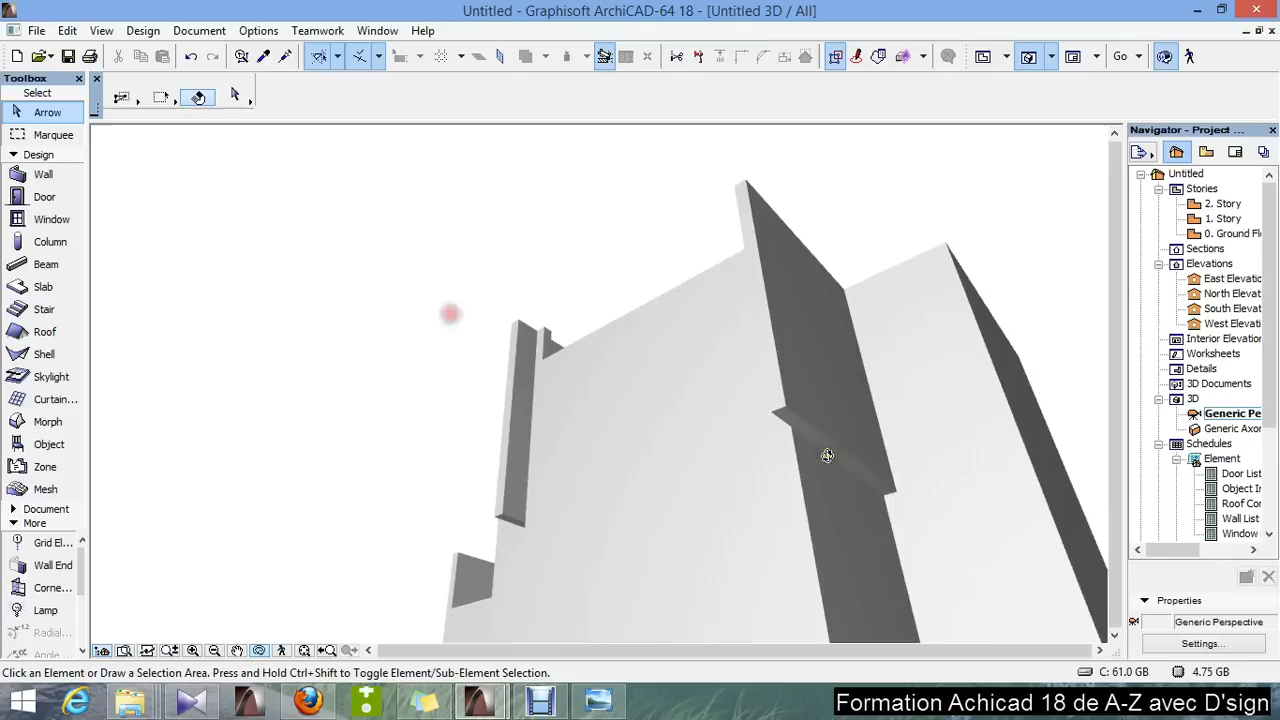 Untitled - Graphisoft ArchiCAD-64 18 - [Untitled 3D / All]
File Edit View Design Document Options Teamwork Window Help
Go
Toolbox
Select
Arrow
Marquee
Design
Wall
Door
Window
Column
Beam
Slab
Stair
Roof
Shell
Skylight
Curtain...
Morph
Object
Zone
Mesh
Document
More
Grid El...
Wall End
Corne...
Lamp
Radial...
Angle
Navigator - Project ...
Untitled
Stories
2. Story
1. Story
0. Ground Fl
Sections
Elevations
East Elevatio
North Elevat
South Elevat
West Elevati
Interior Elevation
Worksheets
Details
3D Documents
3D
Generic Pe
Generic Axon
Schedules
Element
Door List
Object In
Roof Cor
Wall List
Window
Properties
Generic Perspective
Settings...
Click an Element or Draw a Selection Area. Press and Hold Ctrl+Shift to Toggle Element/Sub-Element Selection.
C: 61.0 GB
4.75 GB
Formation Achicad 18 de A-Z avec D'sign